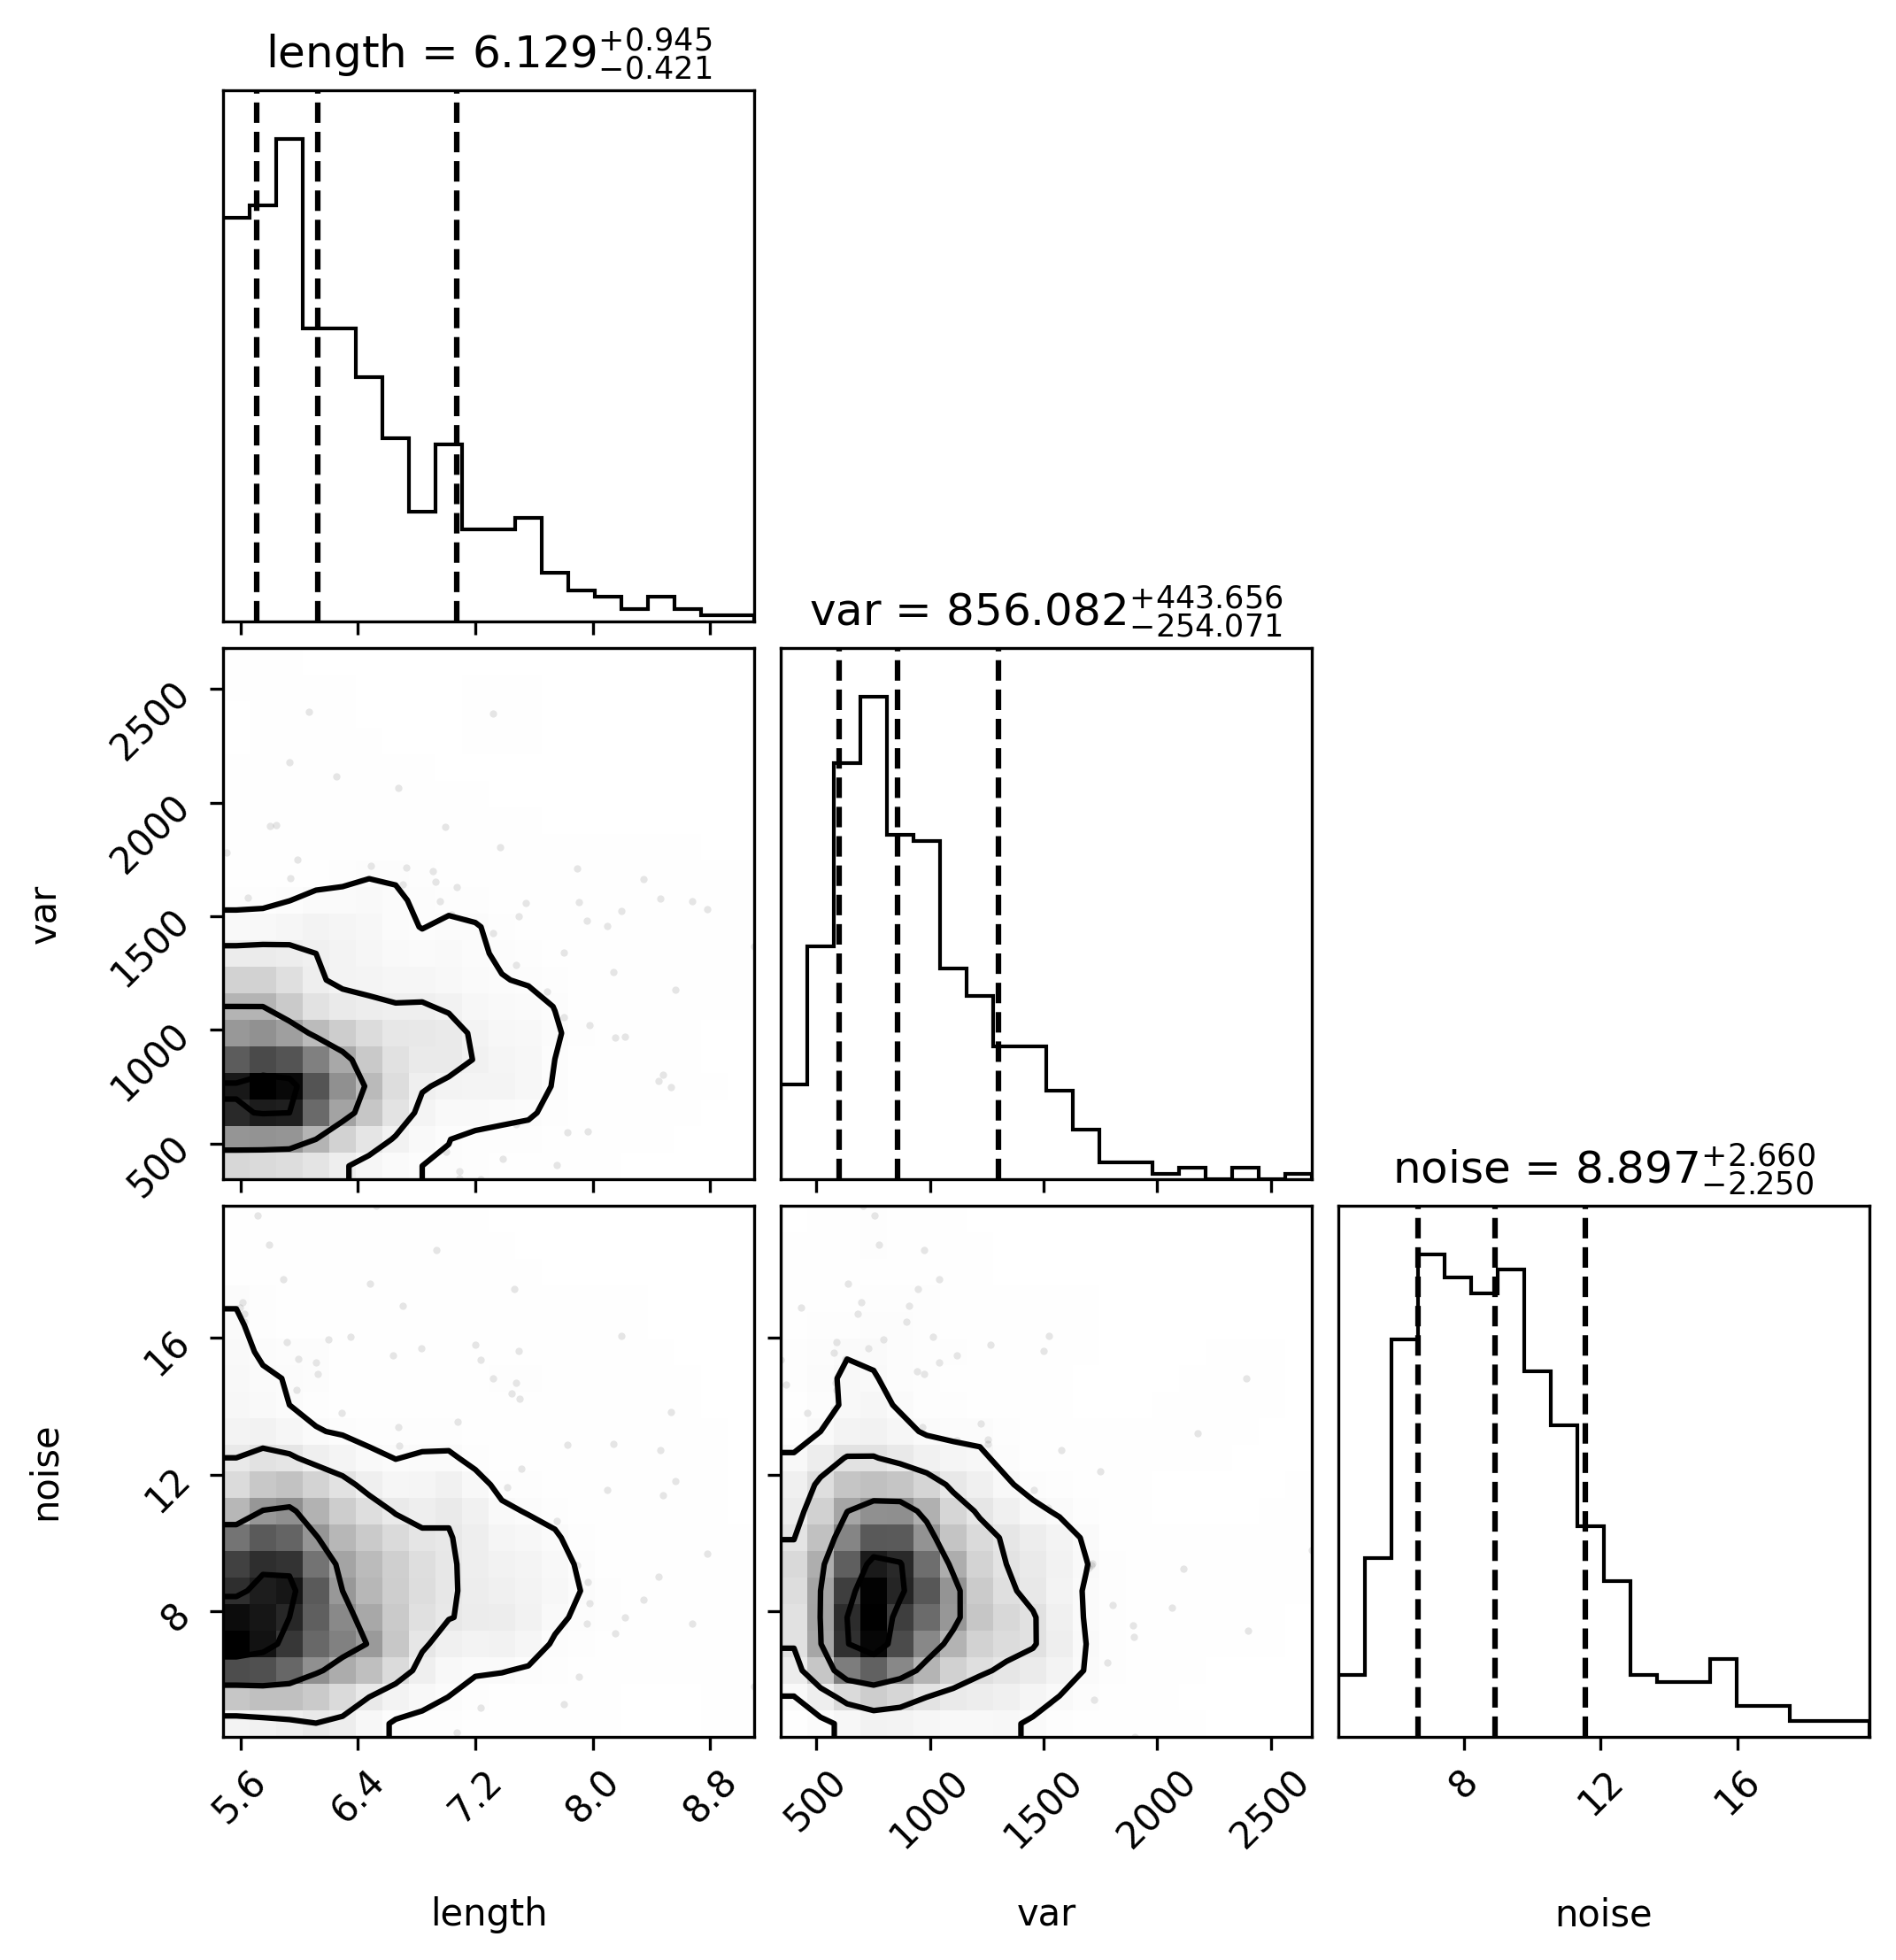 length = 6.129 +0.945 −0.421
var = 856.082 +443.656 −254.071
2500
2000
1500
1000
500
var
noise = 8.897 +2.660 −2.250
16
12
8
noise
5.6 6.4 7.2 8.0 8.8
500 1000 1500 2000 2500
8 12 16
length var noise